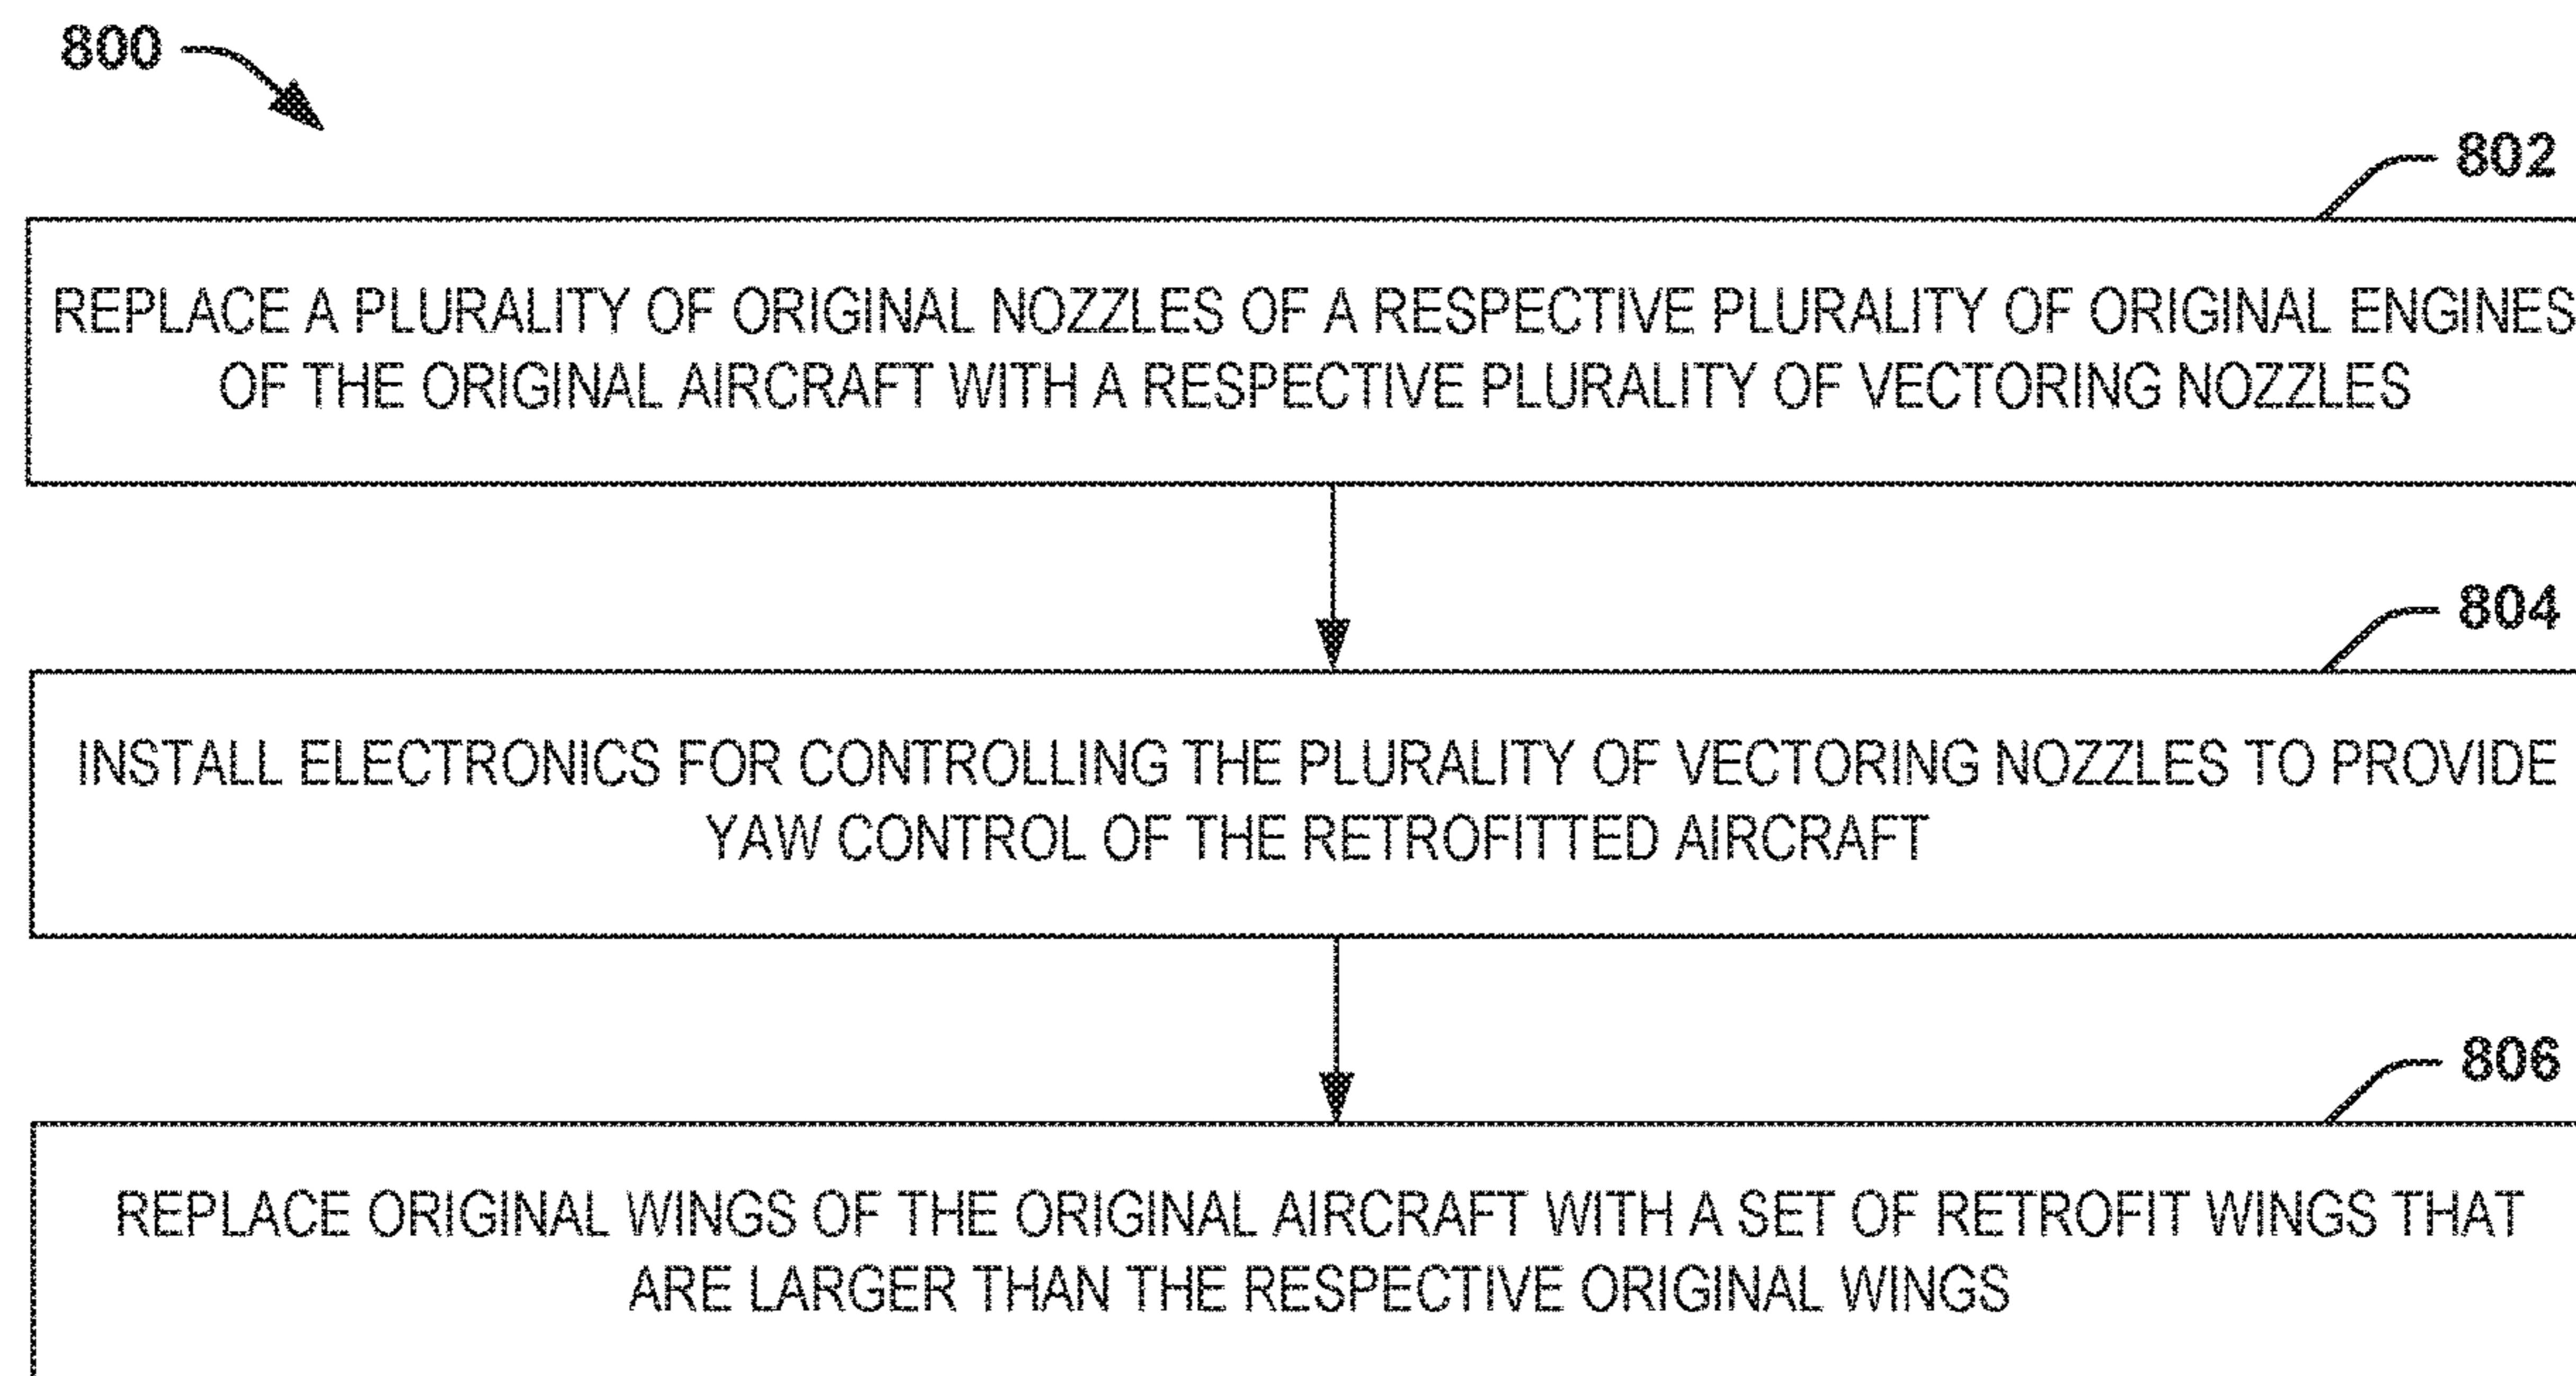 800
802
REPLACE A PLURALITY OF ORIGINAL NOZZLES OF A RESPECTIVE PLURALITY OF ORIGINAL ENGINES
OF THE ORIGINAL AIRCRAFT WITH A RESPECTIVE PLURALITY OF VECTORING NOZZLES
804
INSTALL ELECTRONICS FOR CONTROLLING THE PLURALITY OF VECTORING NOZZLES TO PROVIDE
YAW CONTROL OF THE RETROFITTED AIRCRAFT
806
REPLACE ORIGINAL WINGS OF THE ORIGINAL AIRCRAFT WITH A SET OF RETROFIT WINGS THAT
ARE LARGER THAN THE RESPECTIVE ORIGINAL WINGS